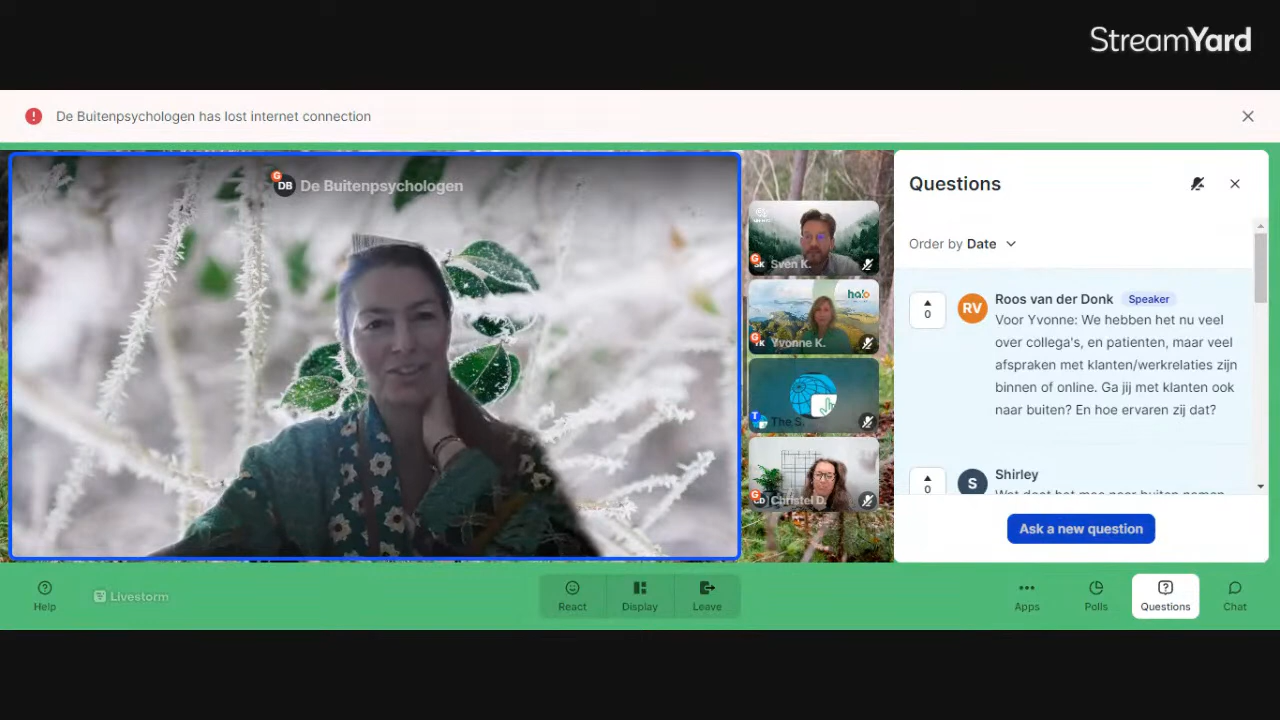 StreamYard
De Buitenpsychologen has lost internet connection
G
DB De Buitenpsychologen
Sven K.
halo
Yvonne K.
The S.
Christel D.
Questions
Order by Date
0
RV
Roos van der Donk Speaker
Voor Yvonne: We hebben het nu veel
over collega's, en patienten, maar veel
afspraken met klanten/werkrelaties zijn
binnen of online. Ga jij met klanten ook
naar buiten? En hoe ervaren zij dat?
0
S
Shirley
Ask a new question
Help
Livestorm
React
Display
Leave
Apps
Polls
Questions
Chat